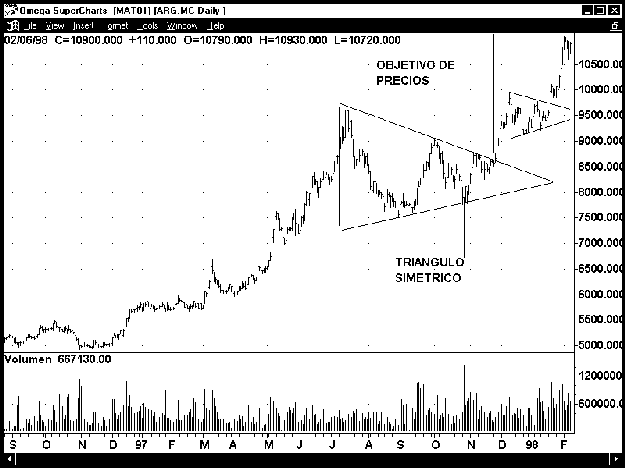 Omega SuperCharts - [MAT01] [ARG.MC Daily ]
File View Insert Format Tools Window Help
02/06/98 C=10900.000 +110.000 O=10790.000 H=10930.000 L=10720.000
OBJETIVO DE
PRECIOS
10500.00
10000.00
9500.000
9000.000
8500.000
8000.000
7500.000
7000.000
6500.000
6000.000
5500.000
5000.000
TRIANGULO
SIMETRICO
Volumen 667130.00
1200000
600000.
S O N D 97 F M A M J J A S O N D 98 F